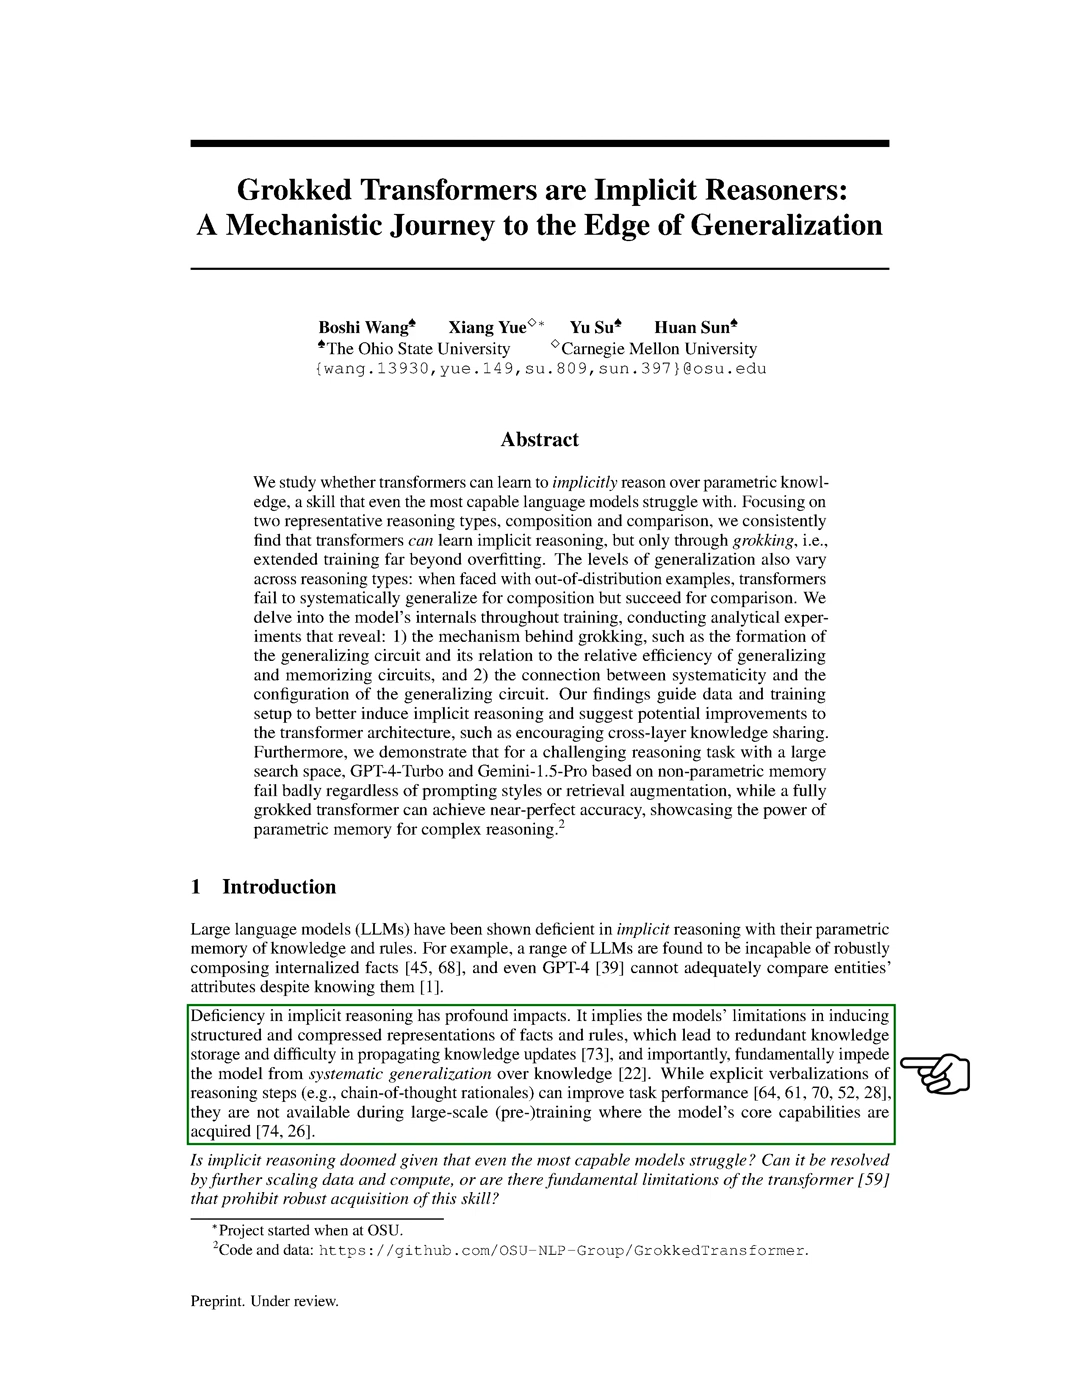 Grokked Transformers are Implicit Reasoners:
A Mechanistic Journey to the Edge of Generalization
Boshi Wang♠ Xiang Yue◇* Yu Su♠ Huan Sun♠
♠The Ohio State University ◇Carnegie Mellon University
{wang.13930,yue.149,su.809,sun.397}@osu.edu
Abstract
We study whether transformers can learn to implicitly reason over parametric knowl-
edge, a skill that even the most capable language models struggle with. Focusing on
two representative reasoning types, composition and comparison, we consistently
find that transformers can learn implicit reasoning, but only through grokking, i.e.,
extended training far beyond overfitting. The levels of generalization also vary
across reasoning types: when faced with out-of-distribution examples, transformers
fail to systematically generalize for composition but succeed for comparison. We
delve into the model's internals throughout training, conducting analytical exper-
iments that reveal: 1) the mechanism behind grokking, such as the formation of
the generalizing circuit and its relation to the relative efficiency of generalizing
and memorizing circuits, and 2) the connection between systematicity and the
configuration of the generalizing circuit. Our findings guide data and training
setup to better induce implicit reasoning and suggest potential improvements to
the transformer architecture, such as encouraging cross-layer knowledge sharing.
Furthermore, we demonstrate that for a challenging reasoning task with a large
search space, GPT-4-Turbo and Gemini-1.5-Pro based on non-parametric memory
fail badly regardless of prompting styles or retrieval augmentation, while a fully
grokked transformer can achieve near-perfect accuracy, showcasing the power of
parametric memory for complex reasoning.2
1 Introduction
Large language models (LLMs) have been shown deficient in implicit reasoning with their parametric
memory of knowledge and rules. For example, a range of LLMs are found to be incapable of robustly
composing internalized facts [45, 68], and even GPT-4 [39] cannot adequately compare entities'
attributes despite knowing them [1].
Deficiency in implicit reasoning has profound impacts. It implies the models' limitations in inducing
structured and compressed representations of facts and rules, which lead to redundant knowledge
storage and difficulty in propagating knowledge updates [73], and importantly, fundamentally impede
the model from systematic generalization over knowledge [22]. While explicit verbalizations of
reasoning steps (e.g., chain-of-thought rationales) can improve task performance [64, 61, 70, 52, 28],
they are not available during large-scale (pre-)training where the model's core capabilities are
acquired [74, 26].
Is implicit reasoning doomed given that even the most capable models struggle? Can it be resolved
by further scaling data and compute, or are there fundamental limitations of the transformer [59]
that prohibit robust acquisition of this skill?
*Project started when at OSU.
2Code and data: https://github.com/OSU-NLP-Group/GrokkedTransformer.
Preprint. Under review.